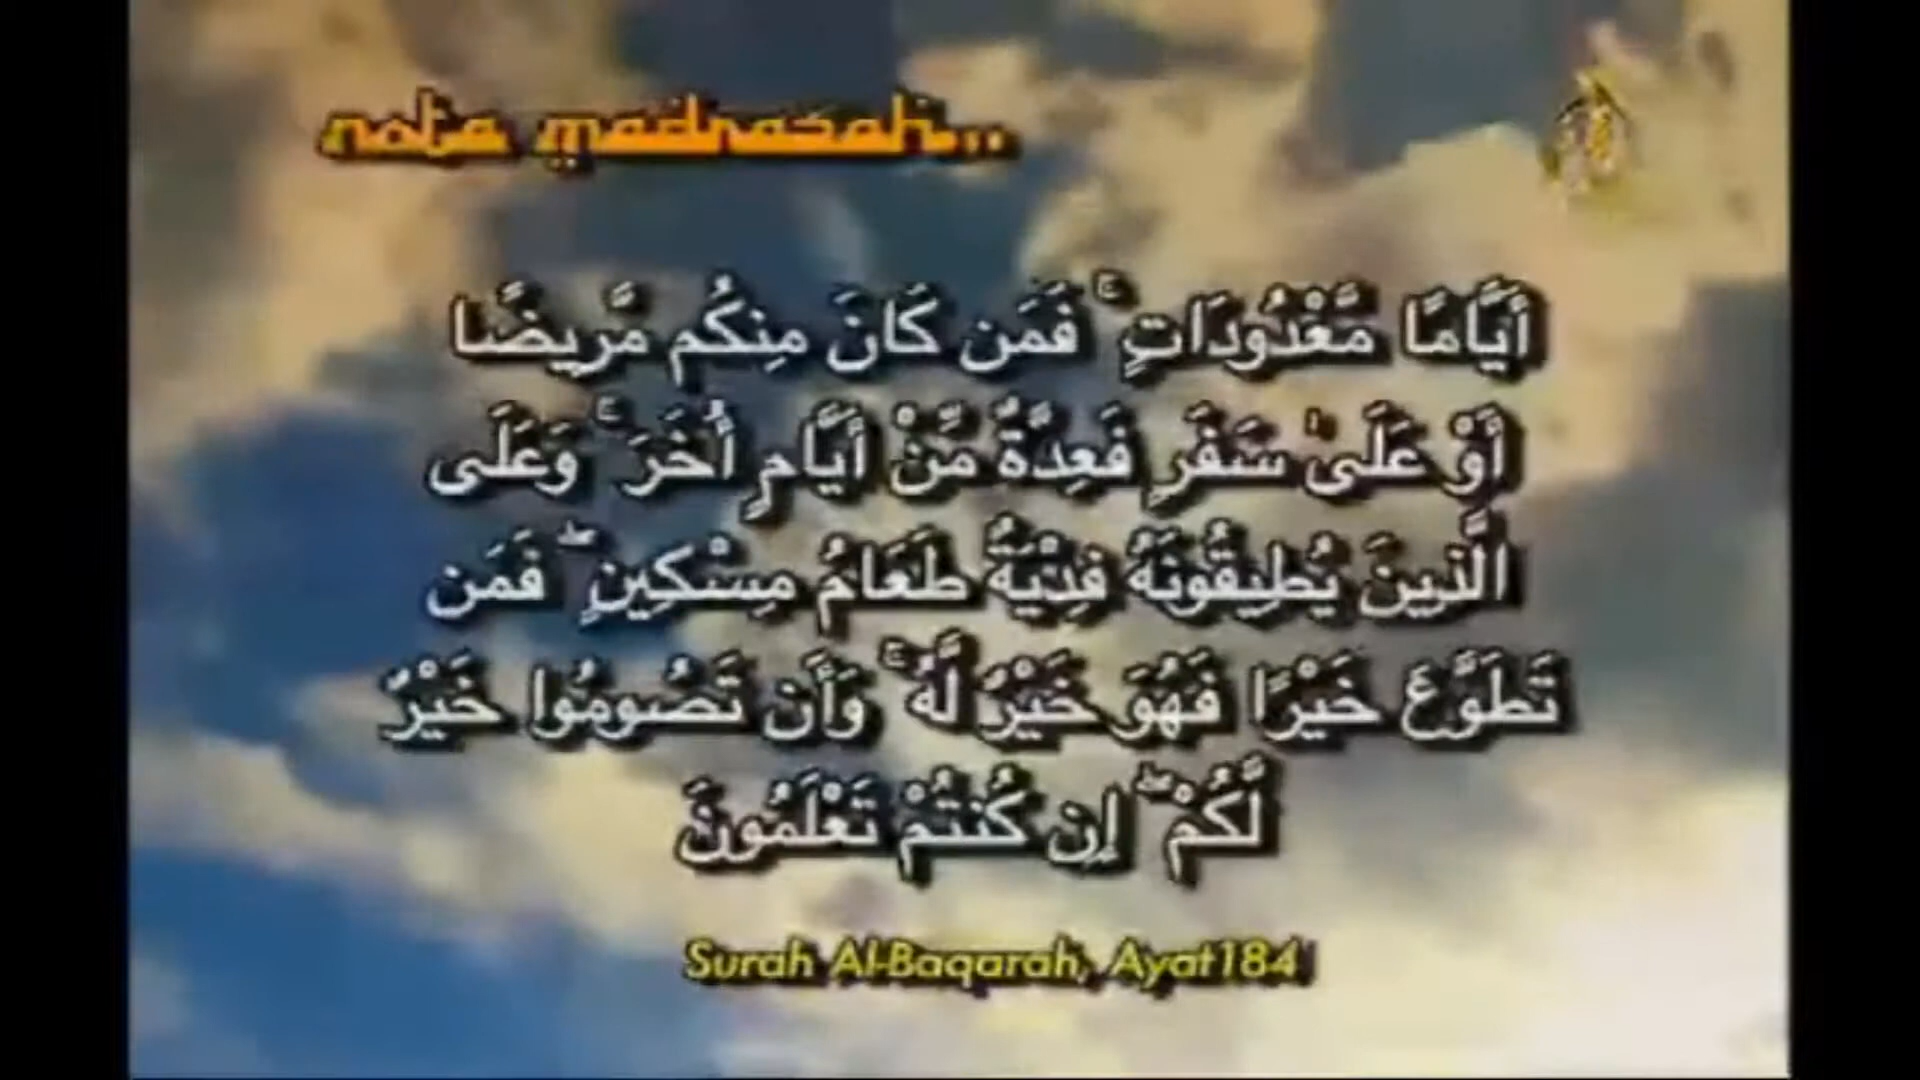 nota madrasah...
أَيَّامًا مَّعْدُودَاتٍ ۚ فَمَن كَانَ مِنكُم مَّرِيضًا
أَوْ عَلَىٰ سَفَرٍ فَعِدَّةٌ مِّنْ أَيَّامٍ أُخَرَ ۚ وَعَلَى
الَّذِينَ يُطِيقُونَهُ فِدْيَةٌ طَعَامُ مِسْكِينٍ ۖ فَمَن
تَطَوَّعَ خَيْرًا فَهُوَ خَيْرٌ لَّهُ ۚ وَأَن تَصُومُوا خَيْرٌ
لَّكُمْ ۖ إِن كُنتُمْ تَعْلَمُونَ
Surah Al-Baqarah, Ayat184